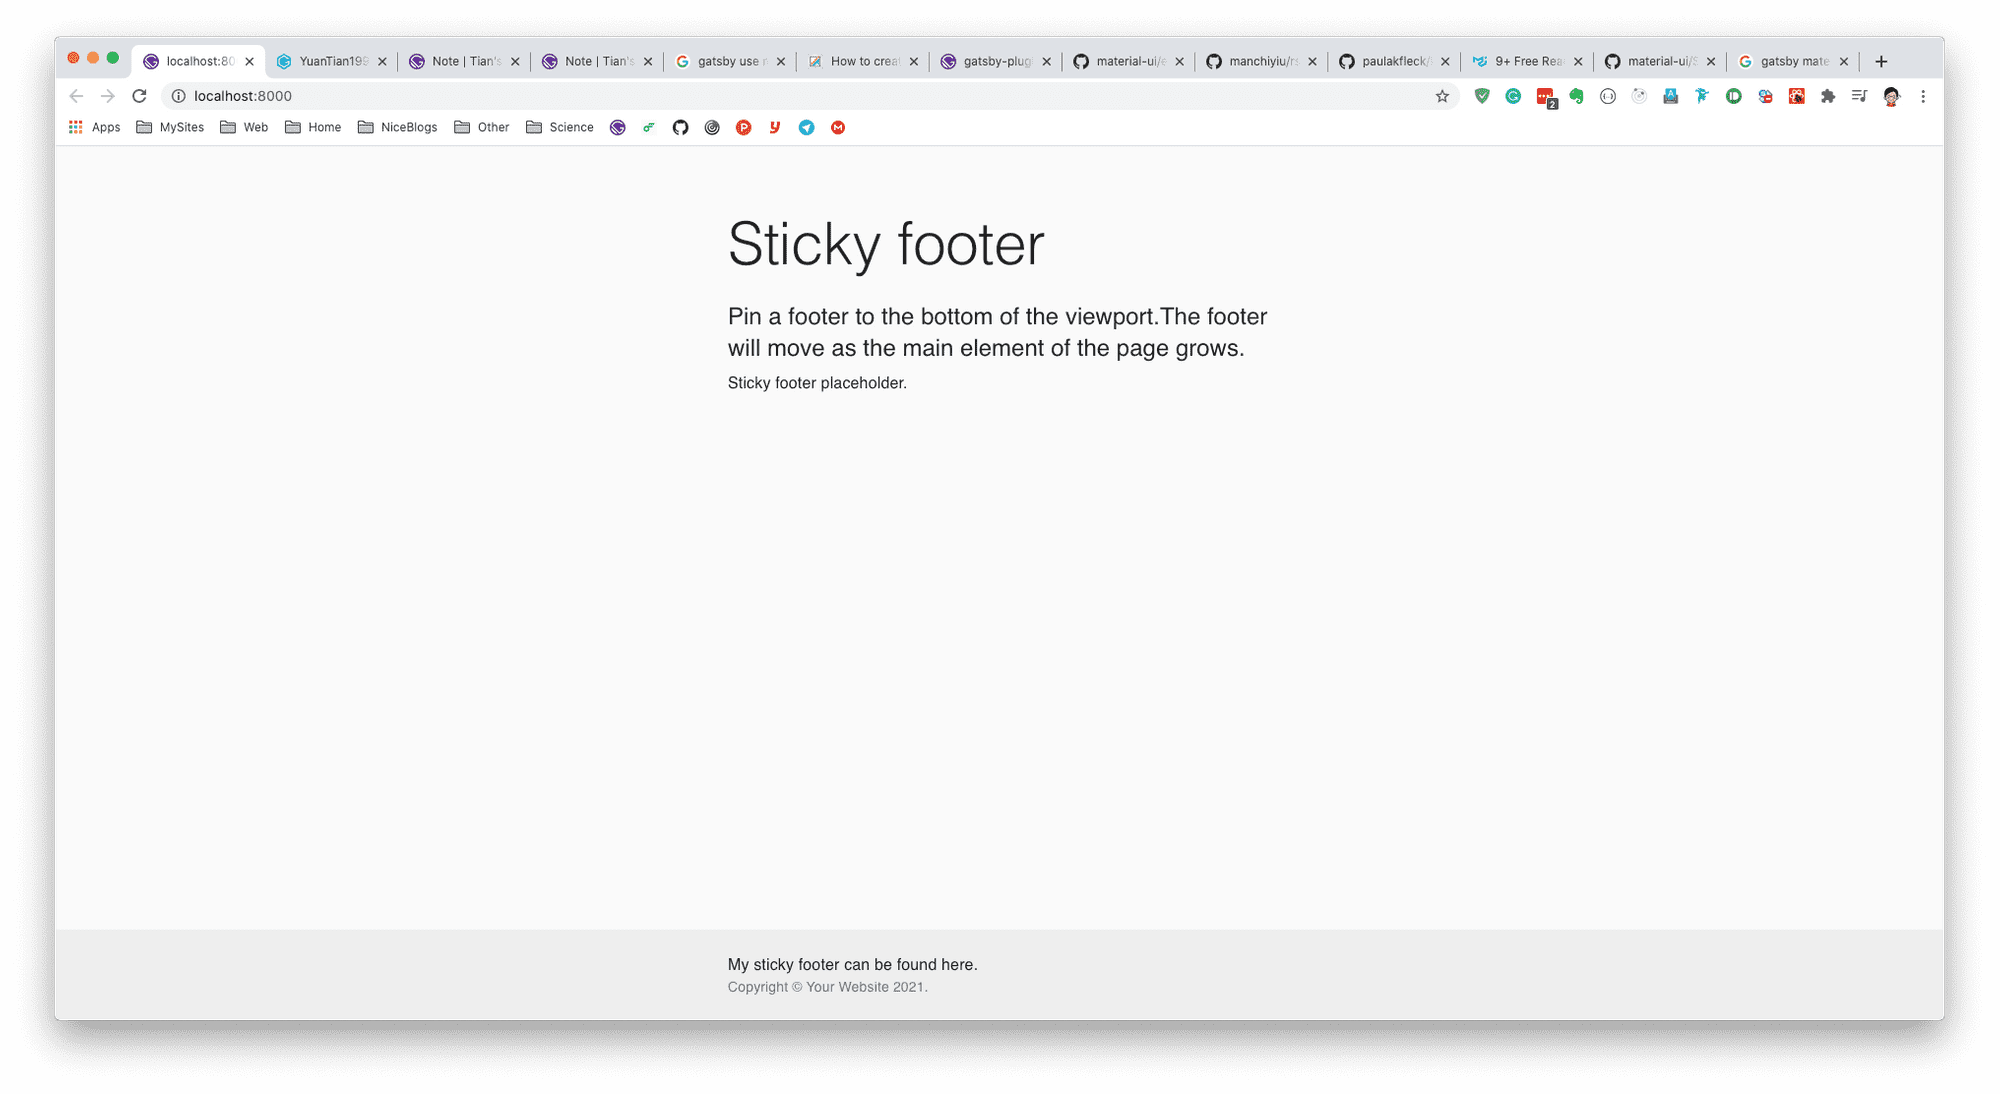 localhost:80
YuanTian199
Note | Tian's
Note | Tian's
gatsby use r
How to creat
gatsby-plug
material-ui/e
manchiyiu/rs
paulakfleck/
9+ Free Rea
material-ui/S
gatsby mate
localhost:8000
2
Apps MySites Web Home NiceBlogs Other Science
Sticky footer
Pin a footer to the bottom of the viewport.The footer
will move as the main element of the page grows.
Sticky footer placeholder.
My sticky footer can be found here.
Copyright © Your Website 2021.